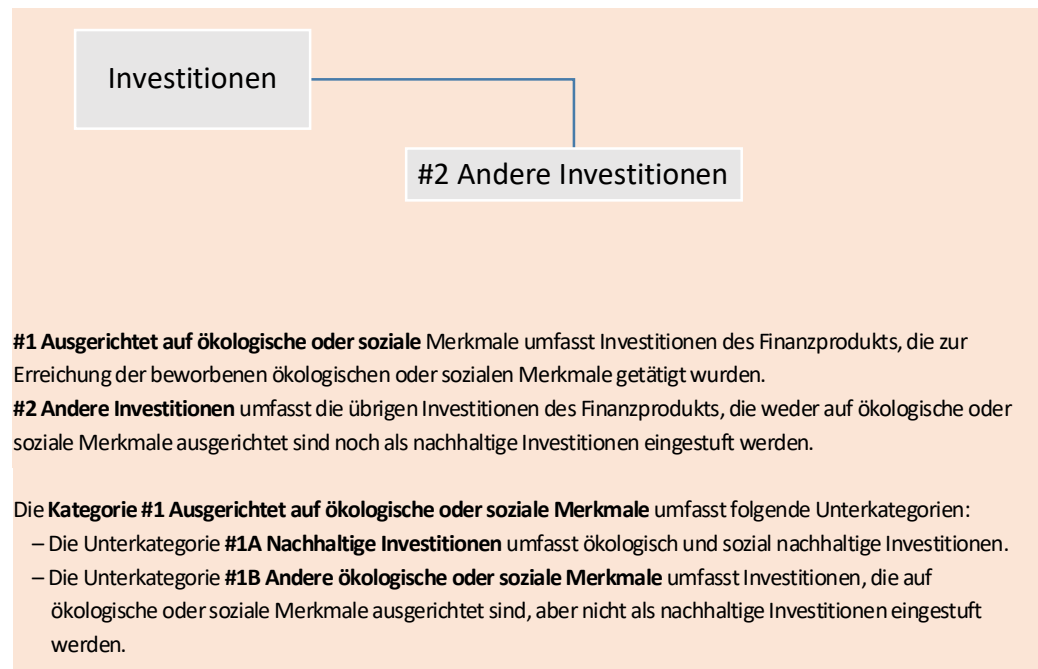 Investitionen
#2 Andere Investitionen
#1 Ausgerichtet auf ökologische oder soziale Merkmale umfasst Investitionen des Finanzprodukts, die zur
Erreichung der beworbenen ökologischen oder sozialen Merkmale getätigt wurden.
#2 Andere Investitionen umfasst die übrigen Investitionen des Finanzprodukts, die weder auf ökologische oder
soziale Merkmale ausgerichtet sind noch als nachhaltige Investitionen eingestuft werden.
Die Kategorie #1 Ausgerichtet auf ökologische oder soziale Merkmale umfasst folgende Unterkategorien:
– Die Unterkategorie #1A Nachhaltige Investitionen umfasst ökologisch und sozial nachhaltige Investitionen.
– Die Unterkategorie #1B Andere ökologische oder soziale Merkmale umfasst Investitionen, die auf
ökologische oder soziale Merkmale ausgerichtet sind, aber nicht als nachhaltige Investitionen eingestuft
werden.